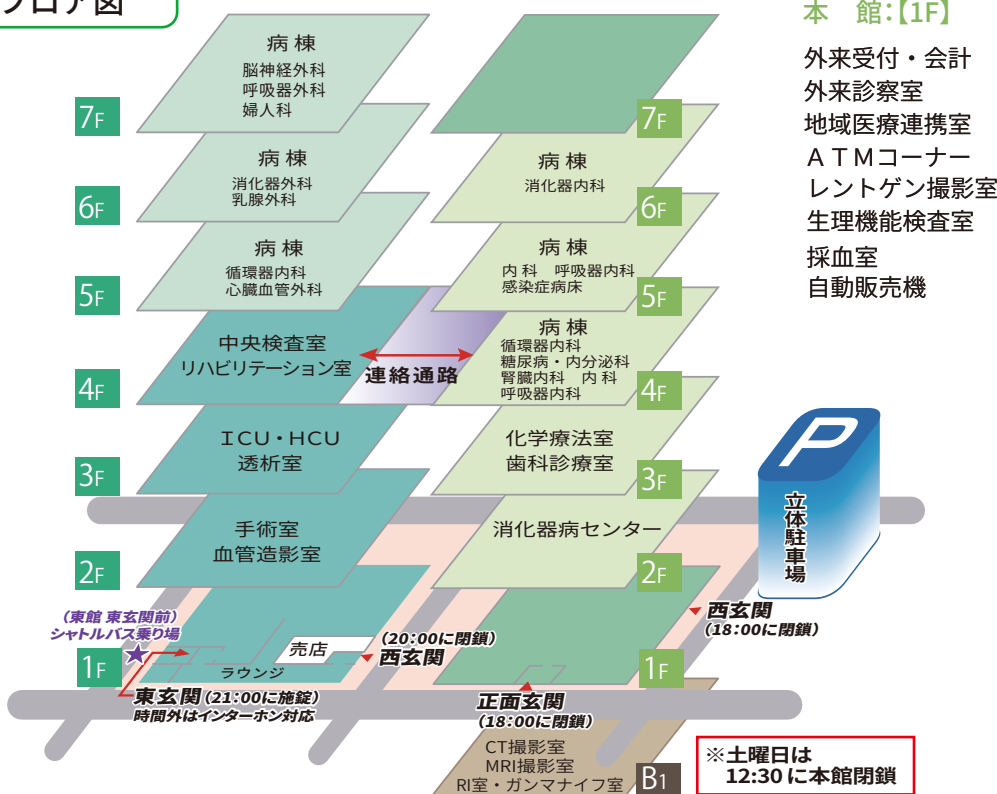 フロア図
本 館:【1F】
外来受付・会計
外来診察室
地域医療連携室
ATMコーナー
レントゲン撮影室
生理機能検査室
採血室
自動販売機
7F
病棟
脳神経外科
呼吸器外科
婦人科
7F
6F
病棟
消化器外科
乳腺外科
病棟
消化器内科
6F
5F
病棟
循環器内科
心臓血管外科
病棟
内科 呼吸器内科
感染症病床
5F
4F
中央検査室
リハビリテーション室
連絡通路
病棟
循環器内科
糖尿病・内分泌科
腎臓内科 内科
呼吸器内科
4F
3F
ICU・HCU
透析室
化学療法室
歯科診療室
3F
P
立体駐車場
2F
手術室
血管造影室
消化器病センター
2F
(東館 東玄関前)
シャトルバス乗り場
1F
売店
ラウンジ
(20:00に閉鎖)
西玄関
西玄関
(18:00に閉鎖)
1F
東玄関(21:00に施錠)
時間外はインターホン対応
正面玄関
(18:00に閉鎖)
CT撮影室
MRI撮影室
RI室・ガンマナイフ室
B1
※土曜日は
12:30に本館閉鎖